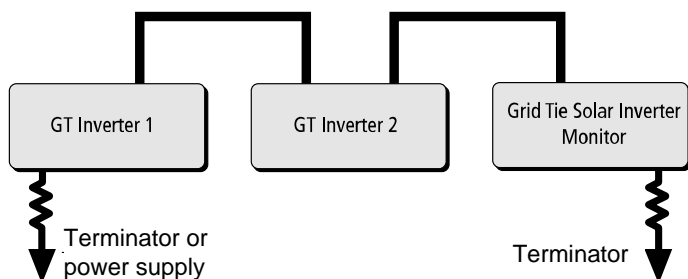 GT Inverter 1
GT Inverter 2
Grid Tie Solar Inverter
Monitor
Terminator or
power supply
Terminator